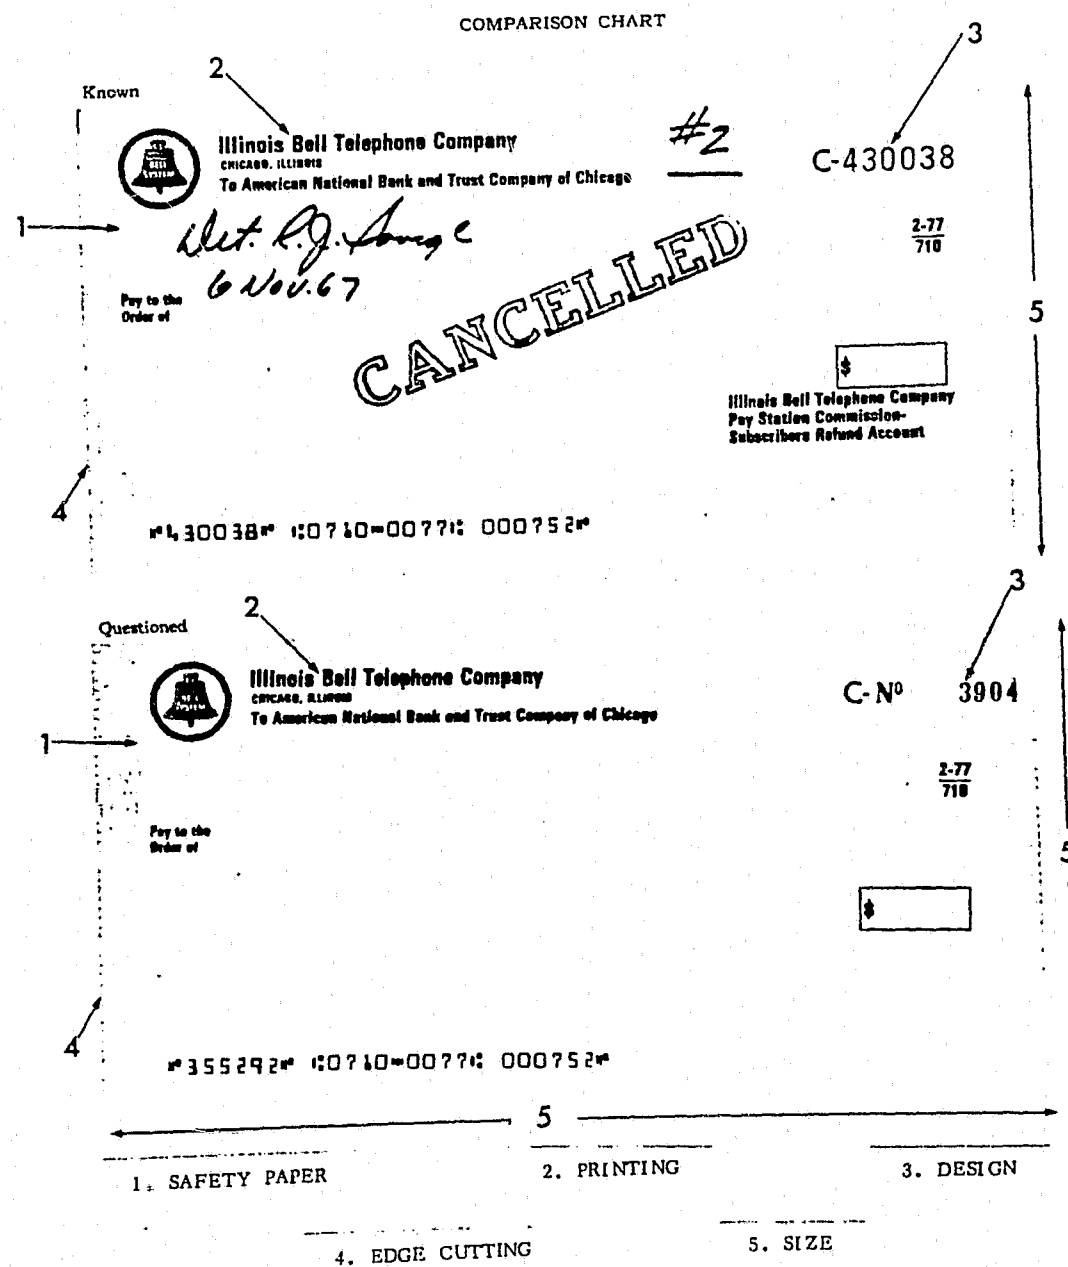 COMPARISON CHART
3
2
Known
#2
Illinois Bell Telephone Company
CHICAGO, ILLINOIS
To American National Bank and Trust Company of Chicago
C-430038
1
Det. R.J.
2-77
710
6 Nov. 67
Pay to the
Order of
CANCELLED
5
$
Illinois Bell Telephone Company
Pay Station Commission-
Subscribers Refund Account
4
⑈430038⑈ ⑆0710⑉0077⑆ 000752⑈
3
2
Questioned
Illinois Bell Telephone Company
CHICAGO, ILLINOIS
To American National Bank and Trust Company of Chicago
C-Nº 3904
1
2-77
710
Pay to the
Order of
5
$
4
⑈355292⑈ ⑆0710⑉0077⑆ 000752⑈
5
1. SAFETY PAPER
2. PRINTING
3. DESIGN
4. EDGE CUTTING
5. SIZE